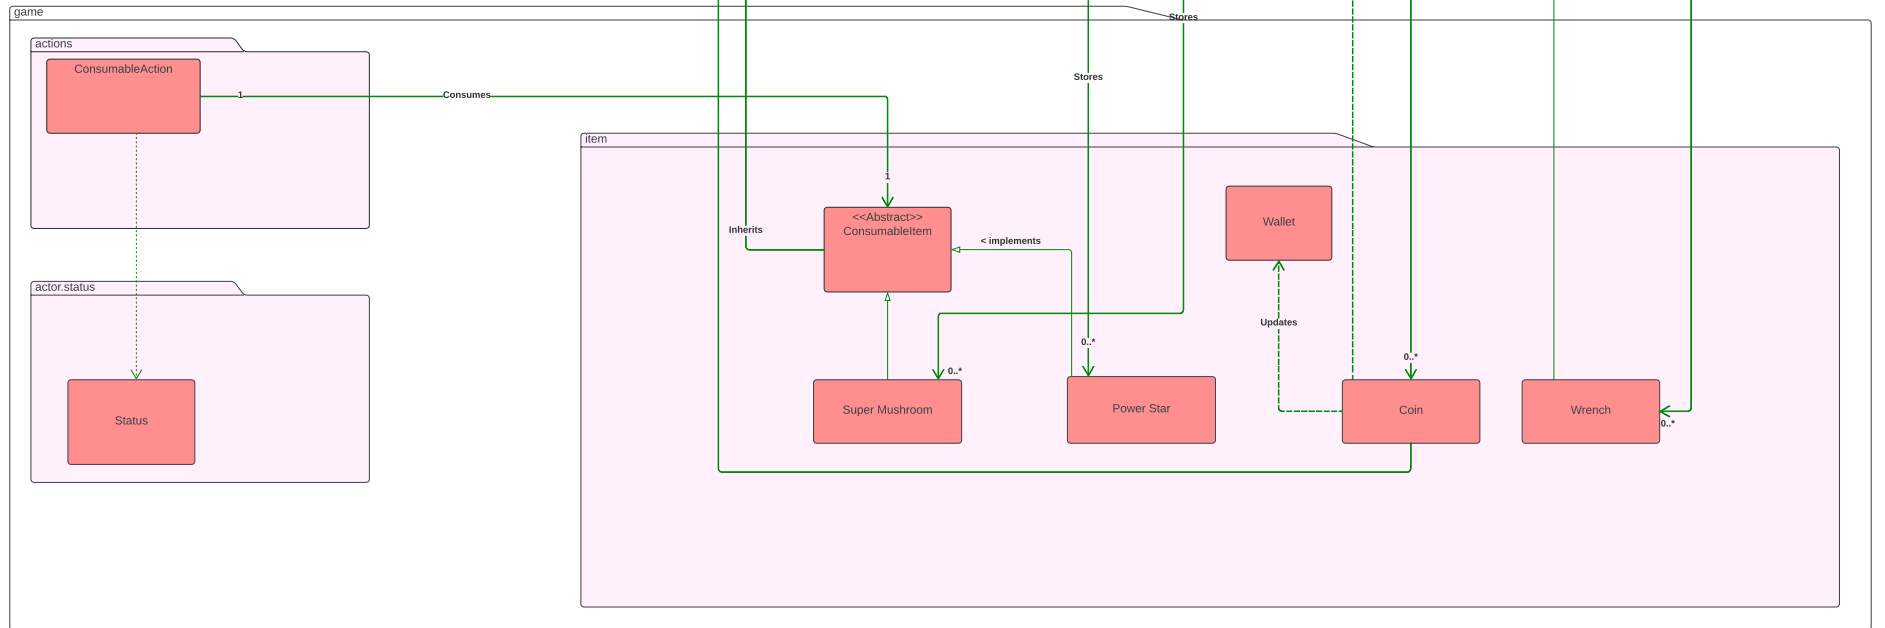 game
Stores
actions
ConsumableAction
1
Consumes
Stores
item
1
<<Abstract>>
ConsumableItem
Inherits
< implements
Wallet
actor.status
Updates
0..*
0..*
0..*
Status
Super Mushroom
Power Star
Coin
Wrench
0..*